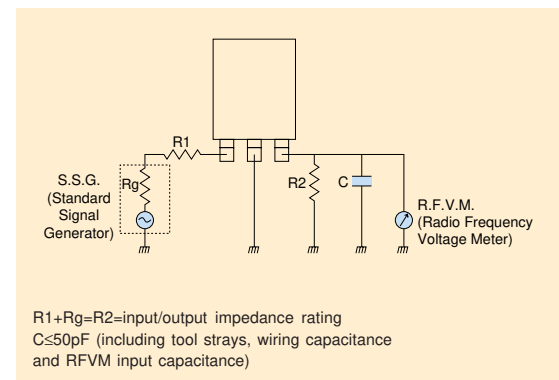 R1
S.S.G.
(Standard
Signal
Generator)
Rg
R2
C
R.F.V.M.
(Radio Frequency
Voltage Meter)
R1+Rg=R2=input/output impedance rating
C≤50pF (including tool strays, wiring capacitance
and RFVM input capacitance)